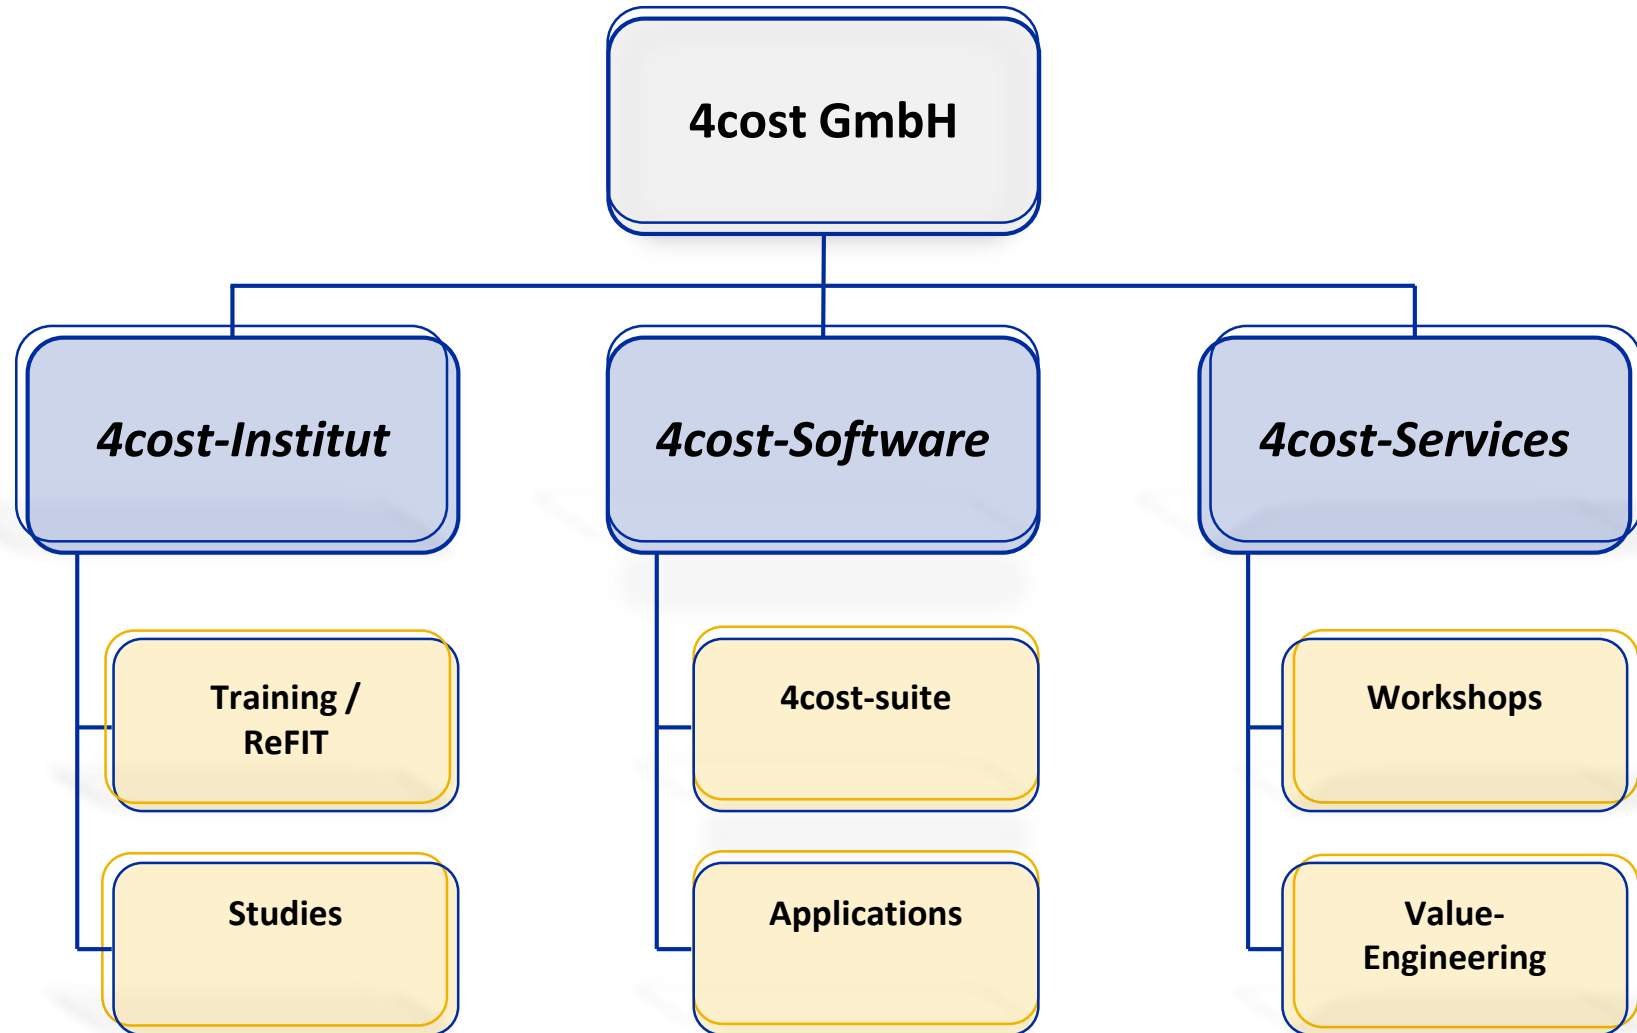 4cost GmbH
4cost-Institut
4cost-Software
4cost-Services
Training /
ReFIT
4cost-suite
Workshops
Studies
Applications
Value-
Engineering